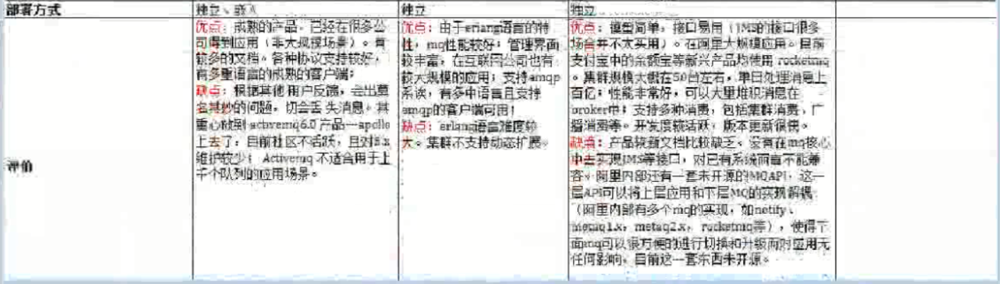 部署方式
独立、嵌入
独立
独立
评价
优点：成熟的产品，已经在很多公
司得到应用（非大规模场景）。有
较多的文档。各种协议支持较好，
有多重语言的成熟的客户端；
缺点：根据其他用户反馈，会出莫
名其妙的问题，切会丢失消息。其
重心放到activemq6.0 产品—apollo
上去了，目前社区不活跃，且对5.x
维护较少； Activemq 不适合用于上
千个队列的应用场景。
优点：由于erlang语言的特
性，mq性能较好；管理界面
较丰富，在互联网公司也有
较大规模的应用；支持amqp
系诶，有多中语言且支持
amqp的客户端可用；
缺点：erlang语言难度较
大。集群不支持动态扩展。
优点：模型简单，接口易用（JMS的接口很多
场合并不太实用）。在阿里大规模应用。目前
支付宝中的余额宝等新兴产品均使用 rocketmq
。集群规模大概在50台左右，单日处理消息上
百亿；性能非常好，可以大量堆积消息在
broker中；支持多种消费，包括集群消费、广
播消费等。开发度较活跃，版本更新很快。
缺点：产品较新文档比较缺乏。没有在mq核心
中去实现JMS等接口，对已有系统而言不能兼
容。阿里内部还有一套未开源的MQAPI，这一
层API可以将上层应用和下层MQ的实现解耦
（阿里内部有多个mq的实现，如notify、
metaq1.x，metaq2.x，rocketmq等），使得下
面mq可以很方便的进行切换和升级而对应用无
任何影响，目前这一套东西未开源。